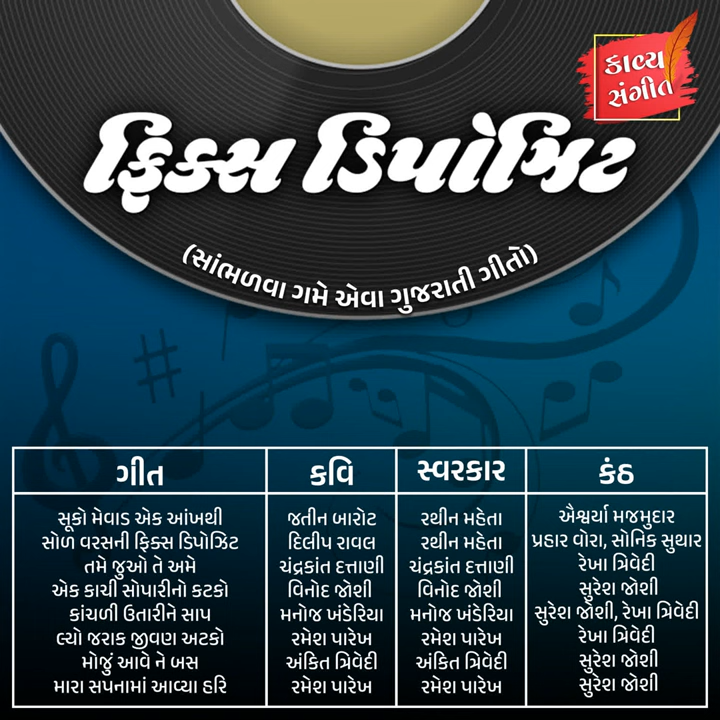 કાવ્ય
સંગીત
ફિક્સ ડિપોઝિટ
(સાંભળવા ગમે એવા ગુજરાતી ગીતો)
ગીત કવિ સ્વરકાર કંઠ
સૂકો મેવાડ એક આંખથી જતીન બારોટ રથીન મહેતા ઐશ્વર્યા મજમુદાર
સોળ વરસની ફિક્સ ડિપોઝિટ દિલીપ રાવલ રથીન મહેતા પ્રહાર વોરા, સોનિક સુથાર
તમે જુઓ તે અમે ચંદ્રકાંત દત્તાણી ચંદ્રકાંત દત્તાણી રેખા ત્રિવેદી
એક કાચી સોપારીનો કટકો વિનોદ જોશી વિનોદ જોશી સુરેશ જોશી
કાંચળી ઉતારીને સાપ મનોજ ખંડેરિયા મનોજ ખંડેરિયા સુરેશ જોશી, રેખા ત્રિવેદી
લ્યો જરાક જીવણ અટકો રમેશ પારેખ રમેશ પારેખ રેખા ત્રિવેદી
મોજું આવે ને બસ અંકિત ત્રિવેદી અંકિત ત્રિવેદી સુરેશ જોશી
મારા સપનામાં આવ્યા હરિ રમેશ પારેખ રમેશ પારેખ સુરેશ જોશી